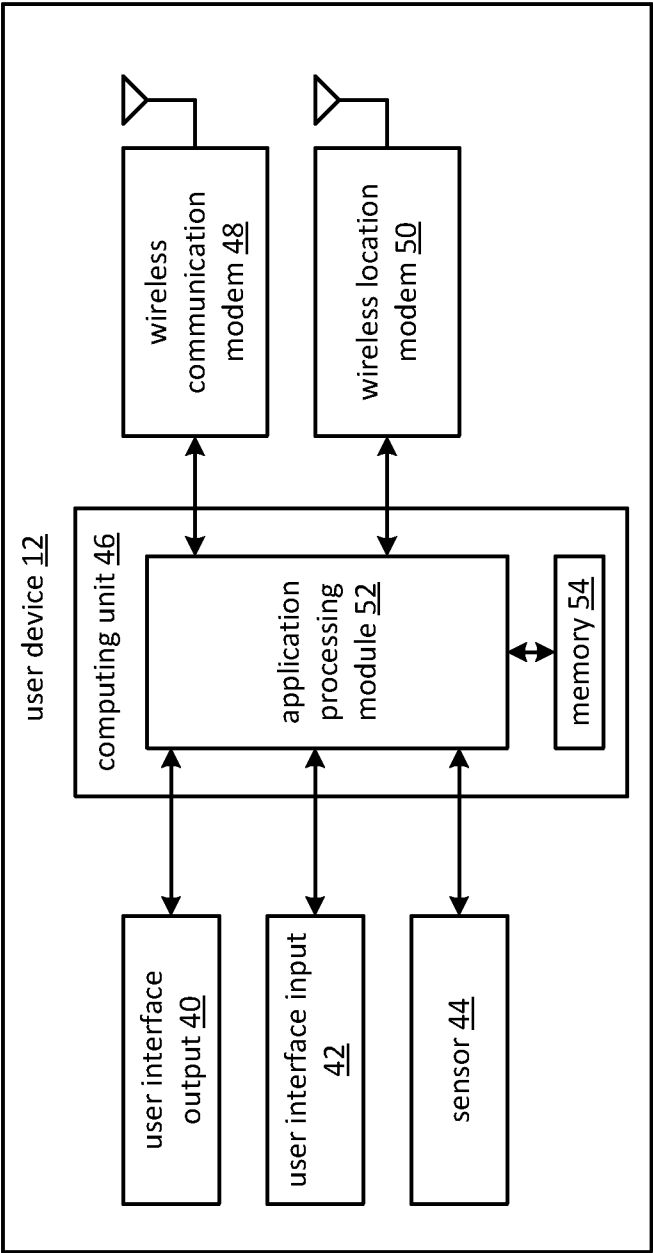 user device 12
computing unit 46
user interface
output 40
user interface input
42
sensor 44
application
processing
module 52
memory 54
wireless
communication
modem 48
wireless location
modem 50